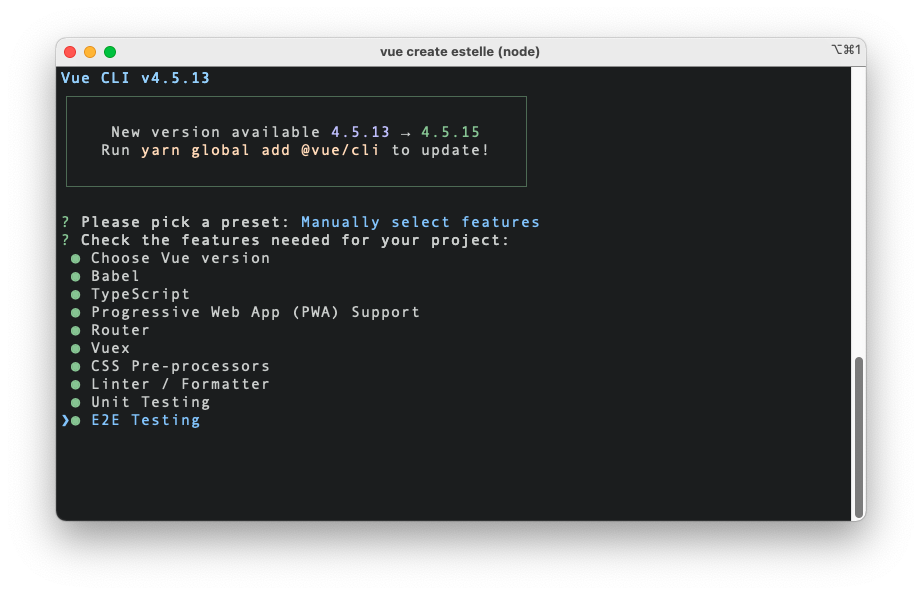 vue create estelle (node)
⌥⌘1
Vue CLI v4.5.13
New version available 4.5.13 → 4.5.15
Run yarn global add @vue/cli to update!
? Please pick a preset: Manually select features
? Check the features needed for your project:
● Choose Vue version
● Babel
● TypeScript
● Progressive Web App (PWA) Support
● Router
● Vuex
● CSS Pre-processors
● Linter / Formatter
● Unit Testing
❯● E2E Testing